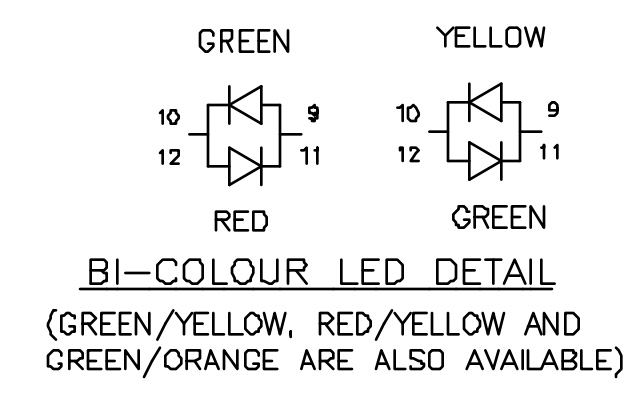 GREEN YELLOW
10 9 10 9
12 11 12 11
RED GREEN
BI-COLOUR LED DETAIL
(GREEN/YELLOW, RED/YELLOW AND
GREEN/ORANGE ARE ALSO AVAILABLE)